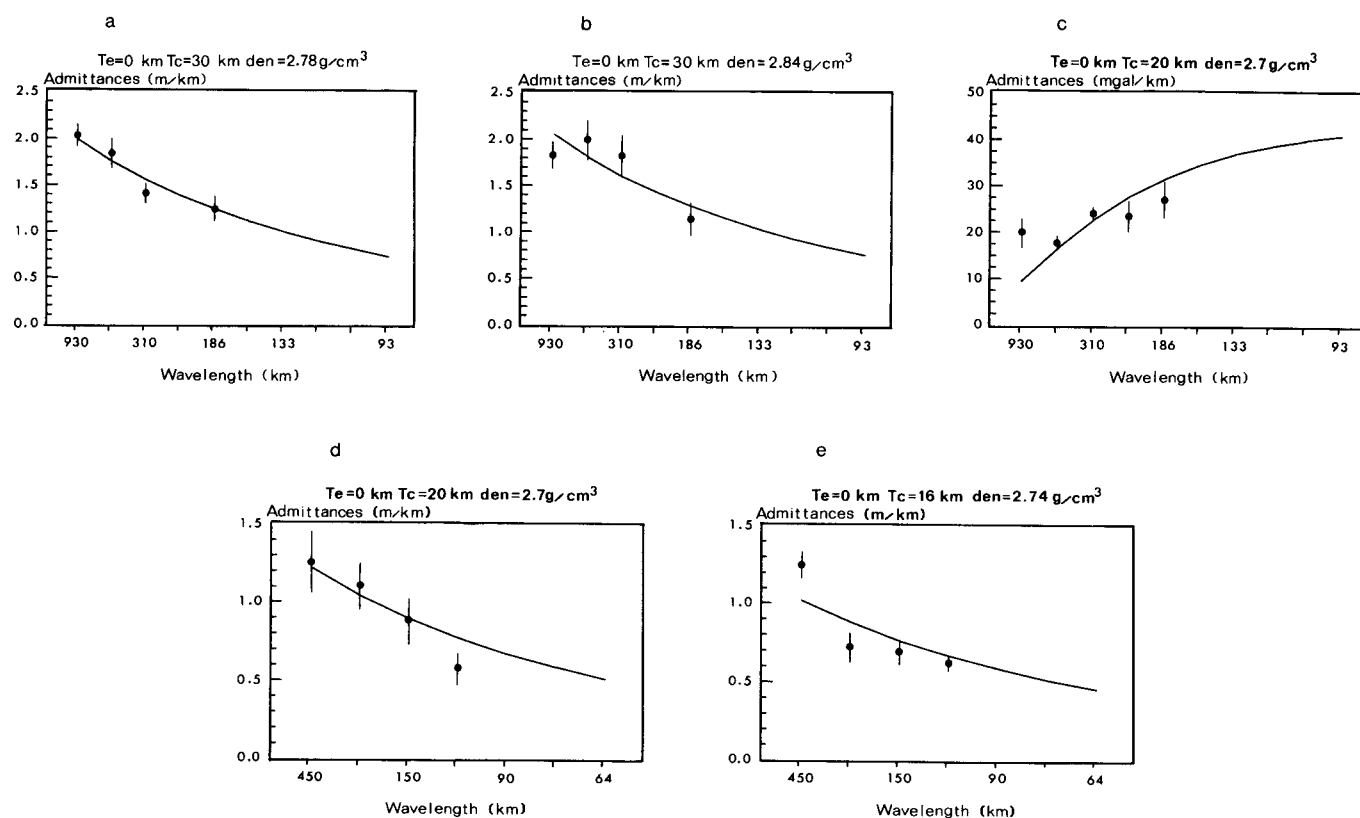 a
Te=0 km Tc=30 km den=2.78g/cm³
Admittances (m/km)
2.5
2.0
1.5
1.0
0.5
0.0
930 310 186 133 93
Wavelength (km)
b
Te=0 km Tc=30 km den=2.84g/cm³
Admittances (m/km)
2.5
2.0
1.5
1.0
0.5
0.0
930 310 186 133 93
Wavelength (km)
c
Te=0 km Tc=20 km den=2.7g/cm³
Admittances (mgal/km)
50
40
30
20
10
0
930 310 186 133 93
Wavelength (km)
d
Te=0 km Tc=20 km den=2.7g/cm³
Admittances (m/km)
1.5
1.0
0.5
0.0
450 150 90 64
Wavelength (km)
e
Te=0 km Tc=16 km den=2.74 g/cm³
Admittances (m/km)
1.5
1.0
0.5
0.0
450 150 90 64
Wavelength (km)